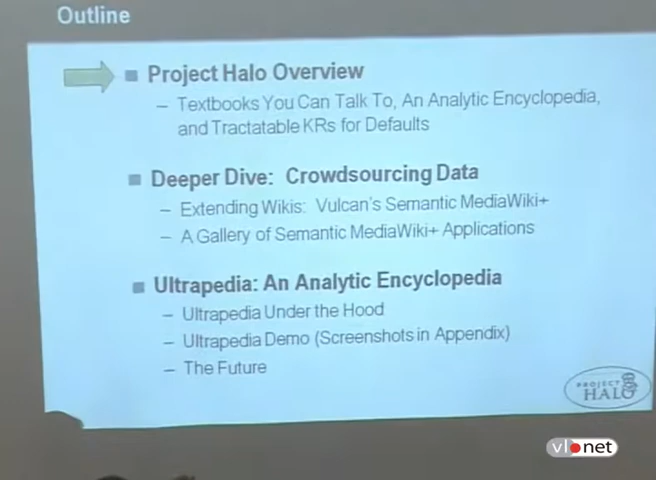 Outline
Project Halo Overview
– Textbooks You Can Talk To, An Analytic Encyclopedia,
and Tractatable KRs for Defaults
Deeper Dive: Crowdsourcing Data
– Extending Wikis: Vulcan's Semantic MediaWiki+
– A Gallery of Semantic MediaWiki+ Applications
Ultrapedia: An Analytic Encyclopedia
– Ultrapedia Under the Hood
– Ultrapedia Demo (Screenshots in Appendix)
– The Future
PROJECT
HALO
vl net